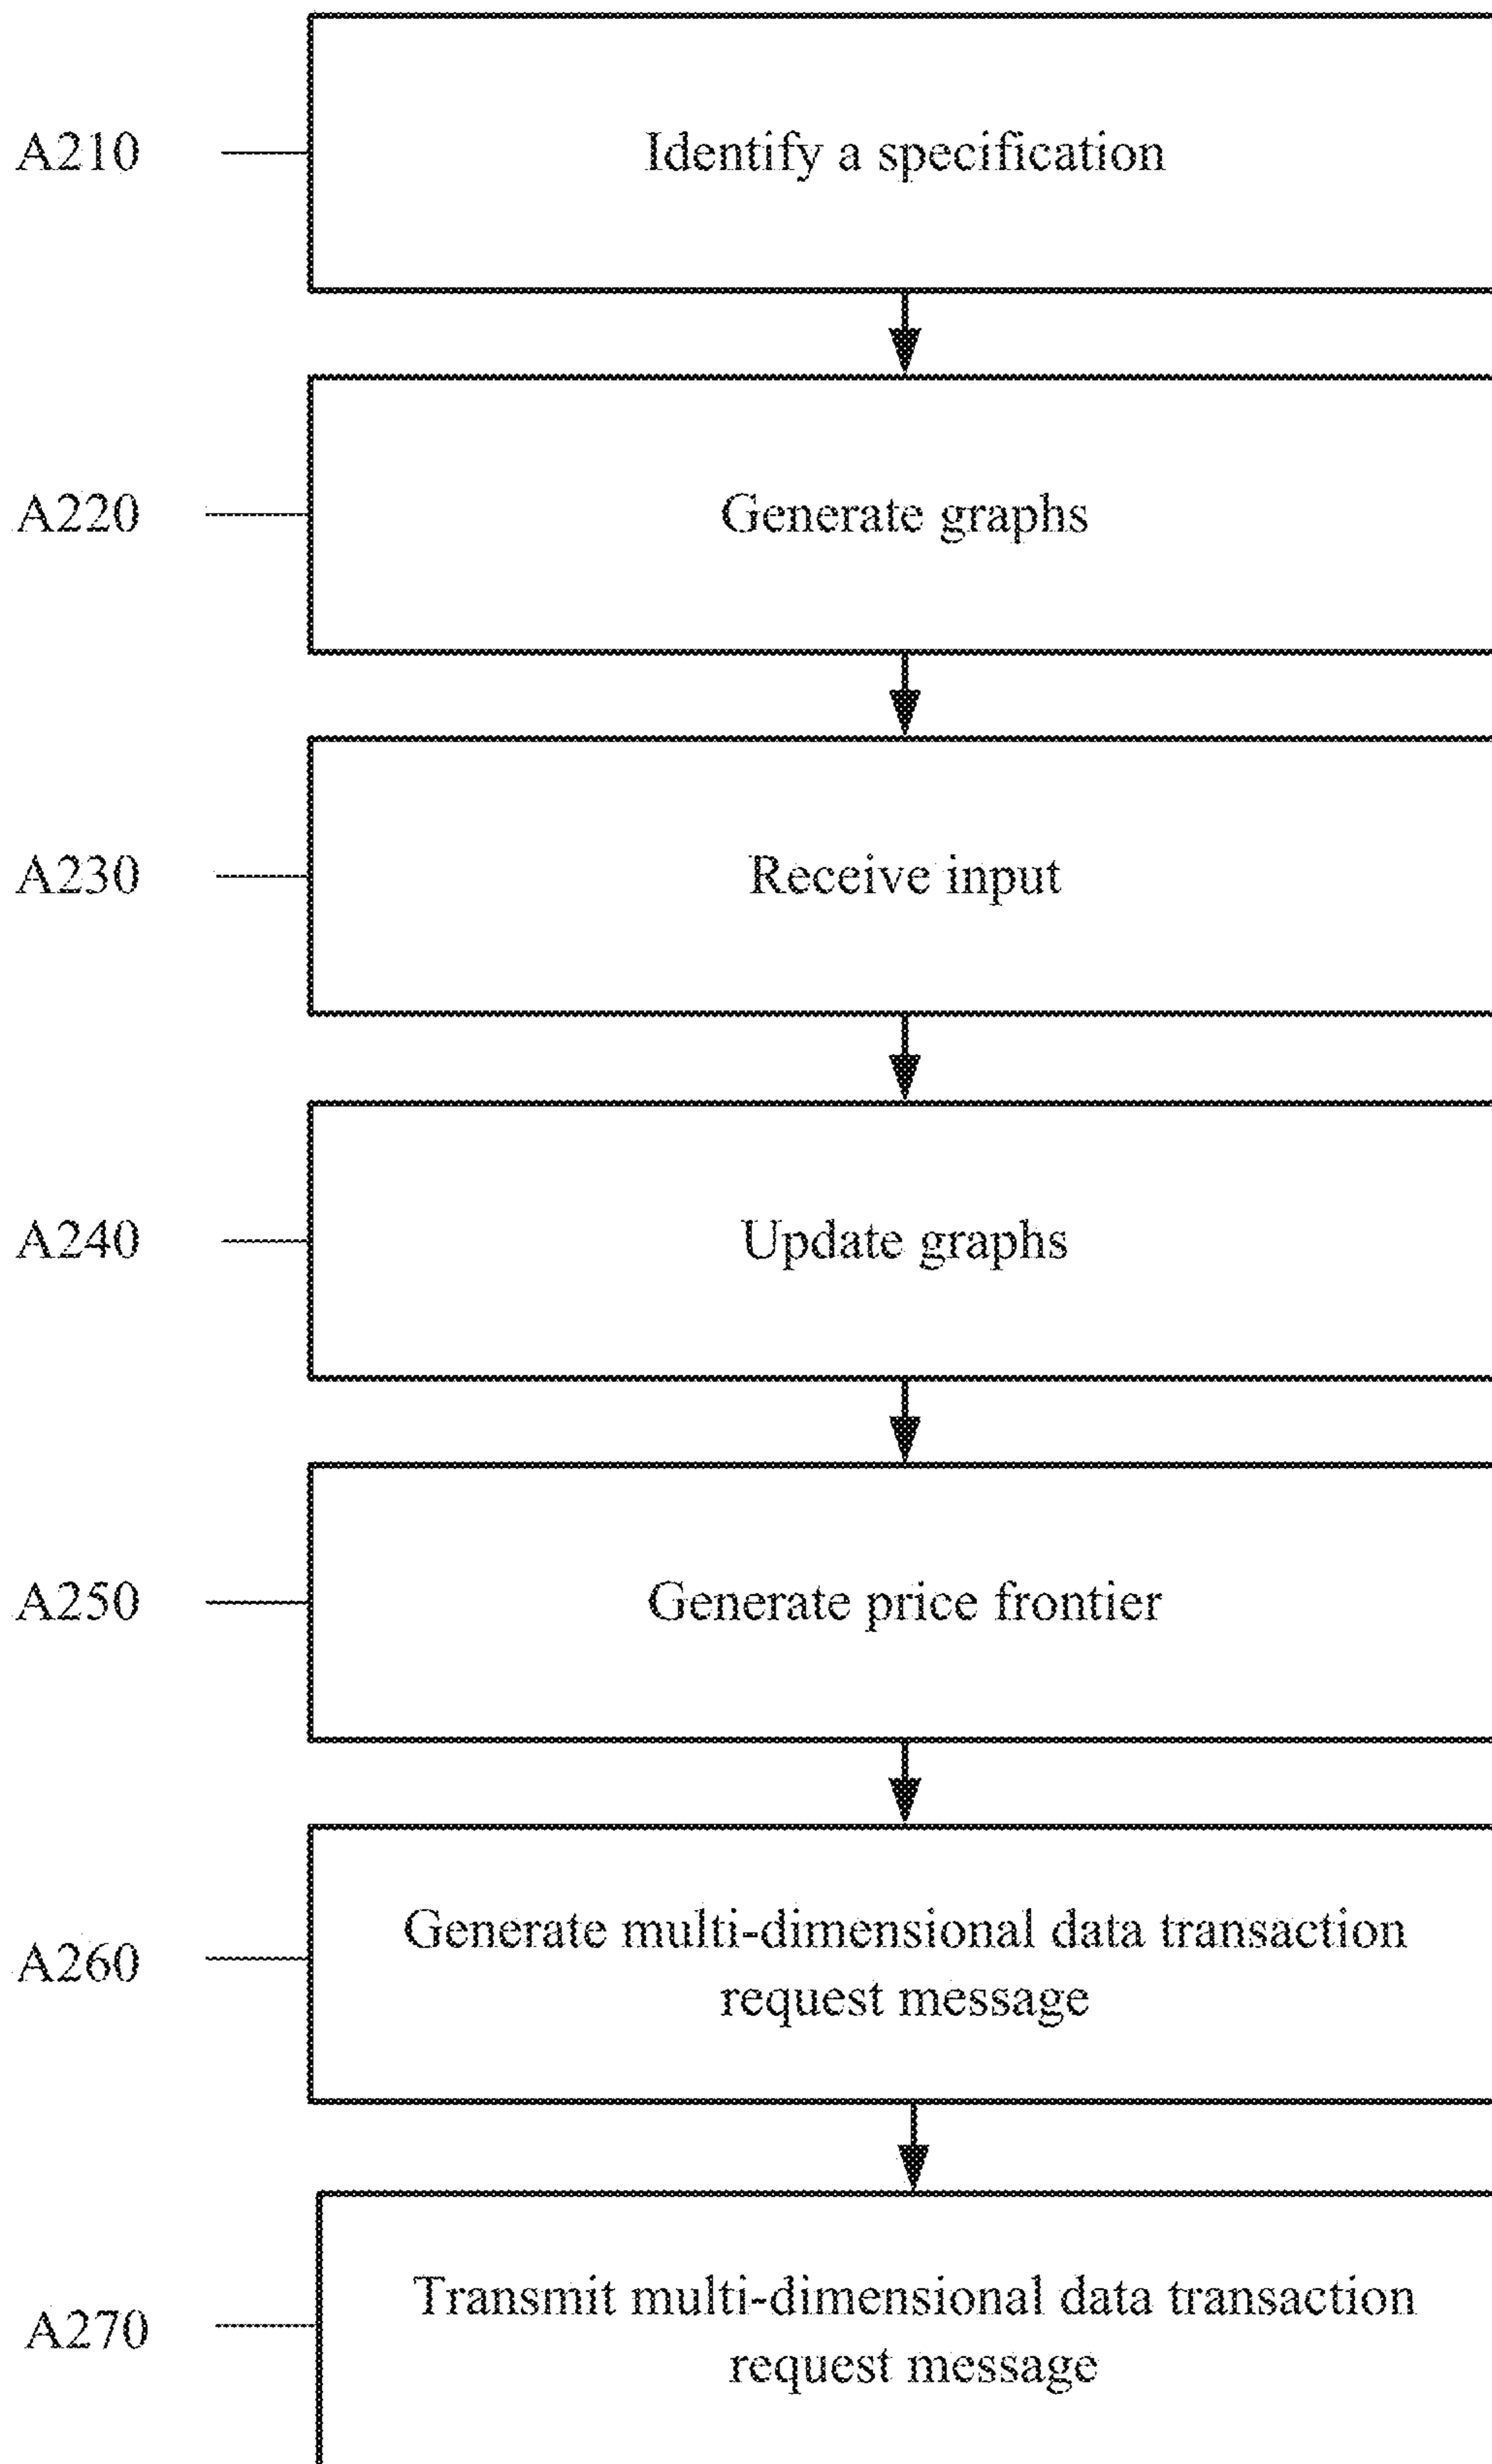 A210
Identify a specification
A220
Generate graphs
A230
Receive input
A240
Update graphs
A250
Generate price frontier
A260
Generate multi-dimensional data transaction
request message
A270
Transmit multi-dimensional data transaction
request message